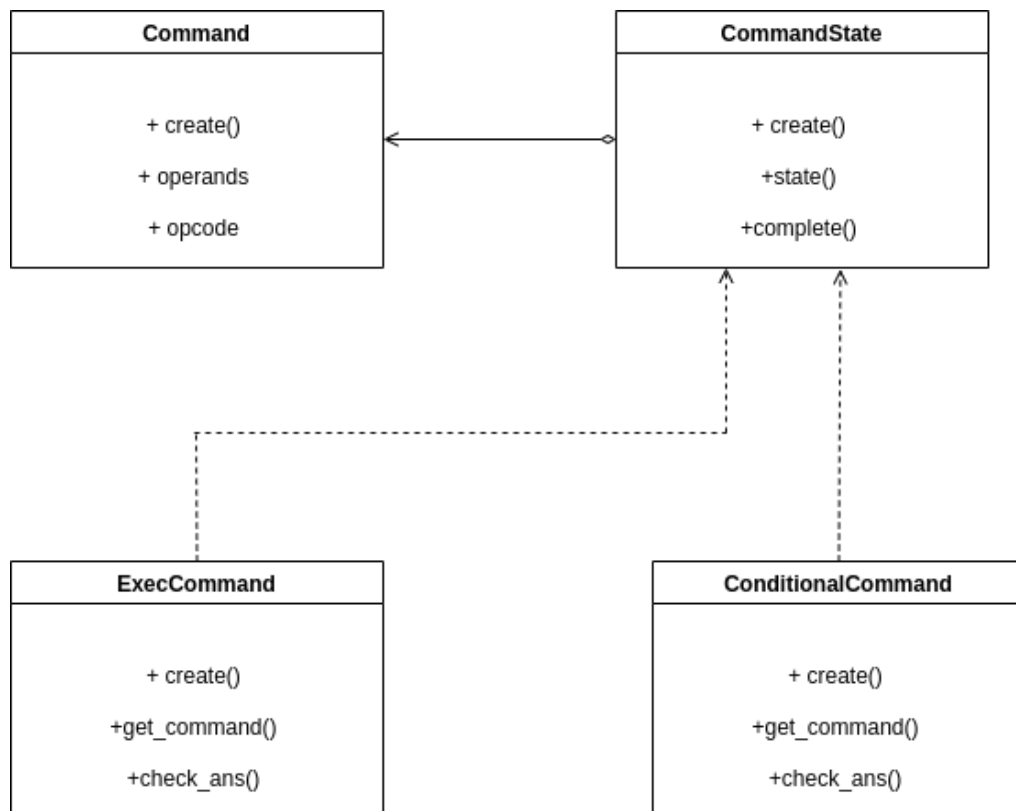 Command
+ create()
+ operands
+ opcode
CommandState
+ create()
+state()
+complete()
ExecCommand
+ create()
+get_command()
+check_ans()
ConditionalCommand
+ create()
+get_command()
+check_ans()